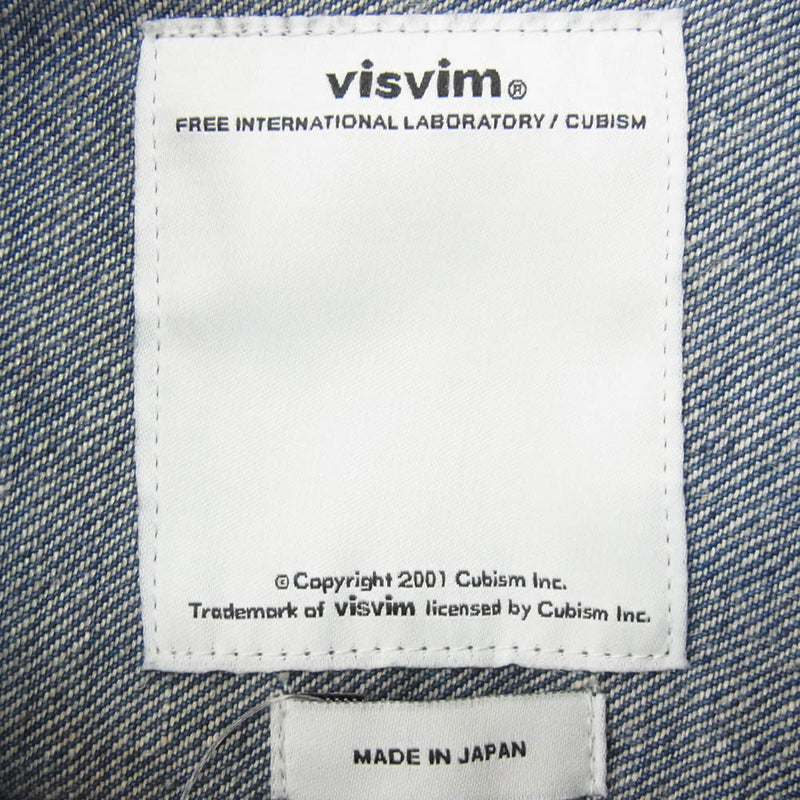 visvim®
FREE INTERNATIONAL LABORATORY / CUBISM
© Copyright 2001 Cubism Inc.
Trademark of visvim licensed by Cubism Inc.
MADE IN JAPAN